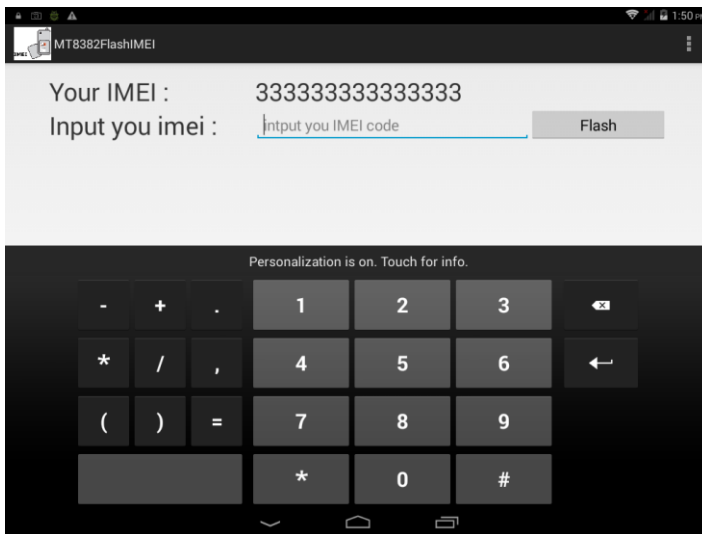 1:50 PM
MT8382FlashIMEI
Your IMEI : 333333333333333
Input you imei : intput you IMEI code Flash
Personalization is on. Touch for info.
- + . 1 2 3
* / , 4 5 6
( ) = 7 8 9
* 0 #